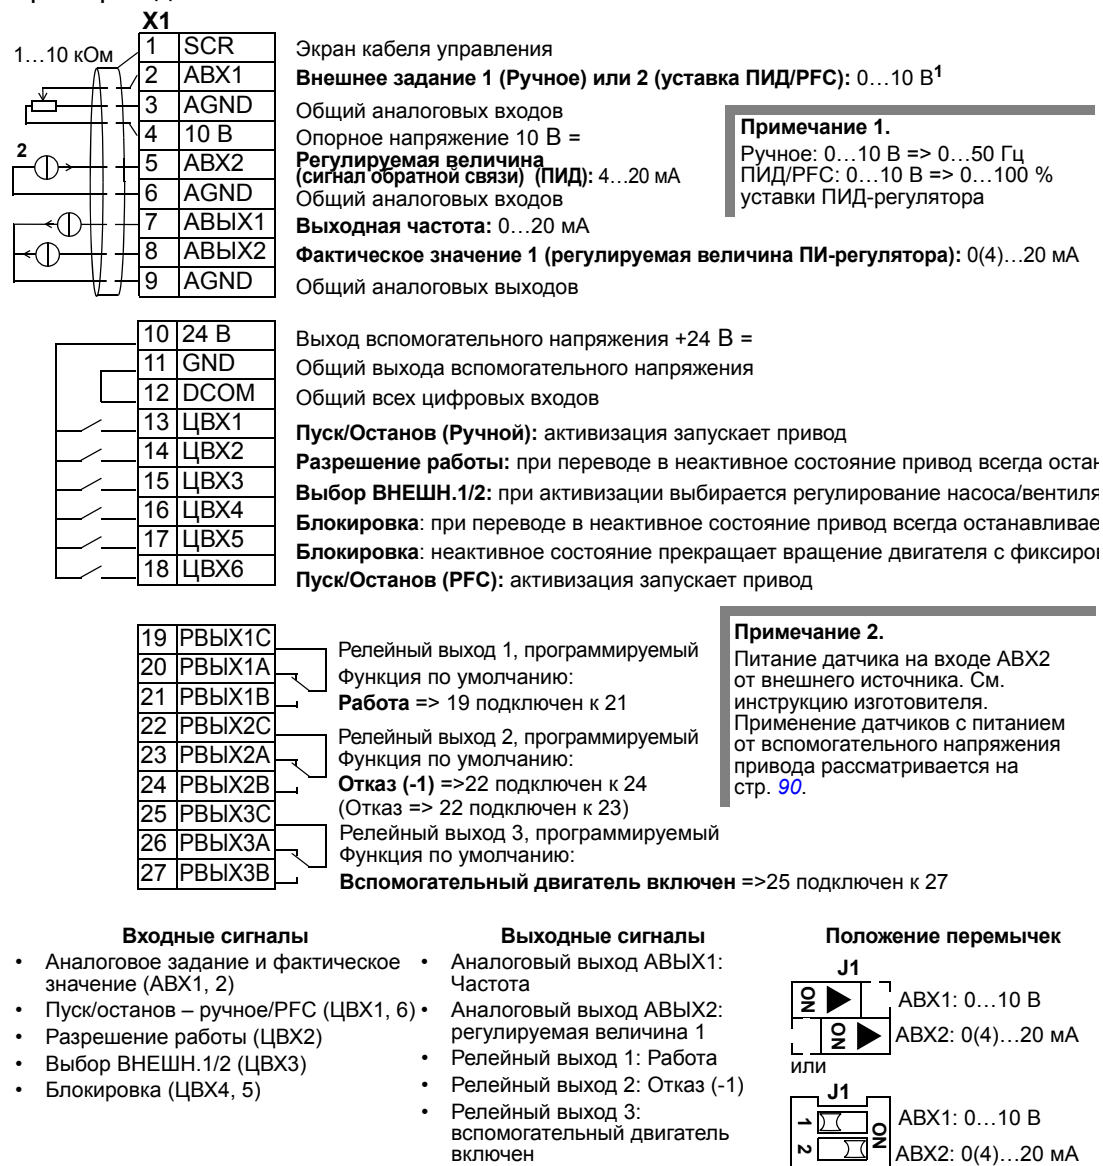 X1
1…10 кОм
1 SCR Экран кабеля управления
2 АВХ1 Внешнее задание 1 (Ручное) или 2 (уставка ПИД/PFC): 0…10 В1
3 AGND Общий аналоговых входов
4 10 В Опорное напряжение 10 В =
2
5 АВХ2 Регулируемая величина
(сигнал обратной связи) (ПИД): 4…20 мА
6 AGND Общий аналоговых входов
7 АВЫХ1 Выходная частота: 0…20 мА
8 АВЫХ2 Фактическое значение 1 (регулируемая величина ПИ-регулятора): 0(4)…20 мА
9 AGND Общий аналоговых выходов
Примечание 1.
Ручное: 0…10 В => 0…50 Гц
ПИД/PFC: 0…10 В => 0…100 %
уставки ПИД-регулятора
10 24 В Выход вспомогательного напряжения +24 В =
11 GND Общий выхода вспомогательного напряжения
12 DCOM Общий всех цифровых входов
13 ЦВХ1 Пуск/Останов (Ручной): активизация запускает привод
14 ЦВХ2 Разрешение работы: при переводе в неактивное состояние привод всегда остан
15 ЦВХ3 Выбор ВНЕШН.1/2: при активизации выбирается регулирование насоса/вентиля
16 ЦВХ4 Блокировка: при переводе в неактивное состояние привод всегда останавливае
17 ЦВХ5 Блокировка: неактивное состояние прекращает вращение двигателя с фиксиров
18 ЦВХ6 Пуск/Останов (PFC): активизация запускает привод
19 РВЫХ1С Релейный выход 1, программируемый
20 РВЫХ1А Функция по умолчанию:
21 РВЫХ1В Работа => 19 подключен к 21
22 РВЫХ2С Релейный выход 2, программируемый
23 РВЫХ2А Функция по умолчанию:
24 РВЫХ2В Отказ (-1) =>22 подключен к 24
(Отказ => 22 подключен к 23)
25 РВЫХ3С Релейный выход 3, программируемый
26 РВЫХ3А Функция по умолчанию:
27 РВЫХ3В Вспомогательный двигатель включен =>25 подключен к 27
Примечание 2.
Питание датчика на входе АВХ2
от внешнего источника. См.
инструкцию изготовителя.
Применение датчиков с питанием
от вспомогательного напряжения
привода рассматривается на
стр. 90.
Входные сигналы
• Аналоговое задание и фактическое
значение (АВХ1, 2)
• Пуск/останов – ручное/PFC (ЦВХ1, 6)
• Разрешение работы (ЦВХ2)
• Выбор ВНЕШН.1/2 (ЦВХ3)
• Блокировка (ЦВХ4, 5)
Выходные сигналы
• Аналоговый выход АВЫХ1:
Частота
• Аналоговый выход АВЫХ2:
регулируемая величина 1
• Релейный выход 1: Работа
• Релейный выход 2: Отказ (-1)
• Релейный выход 3:
вспомогательный двигатель
включен
Положение перемычек
J1
ON АВХ1: 0…10 В
ON АВХ2: 0(4)…20 мА
или
J1
1 ON АВХ1: 0…10 В
2 АВХ2: 0(4)…20 мА